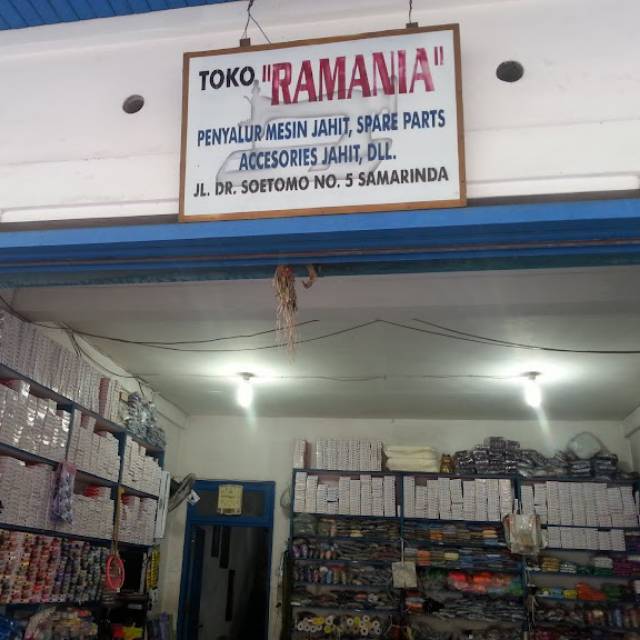 TOKO "RAMANIA"
PENYALUR MESIN JAHIT, SPARE PARTS
ACCESORIES JAHIT, DLL.
JL. DR. SOETOMO NO. 5 SAMARINDA